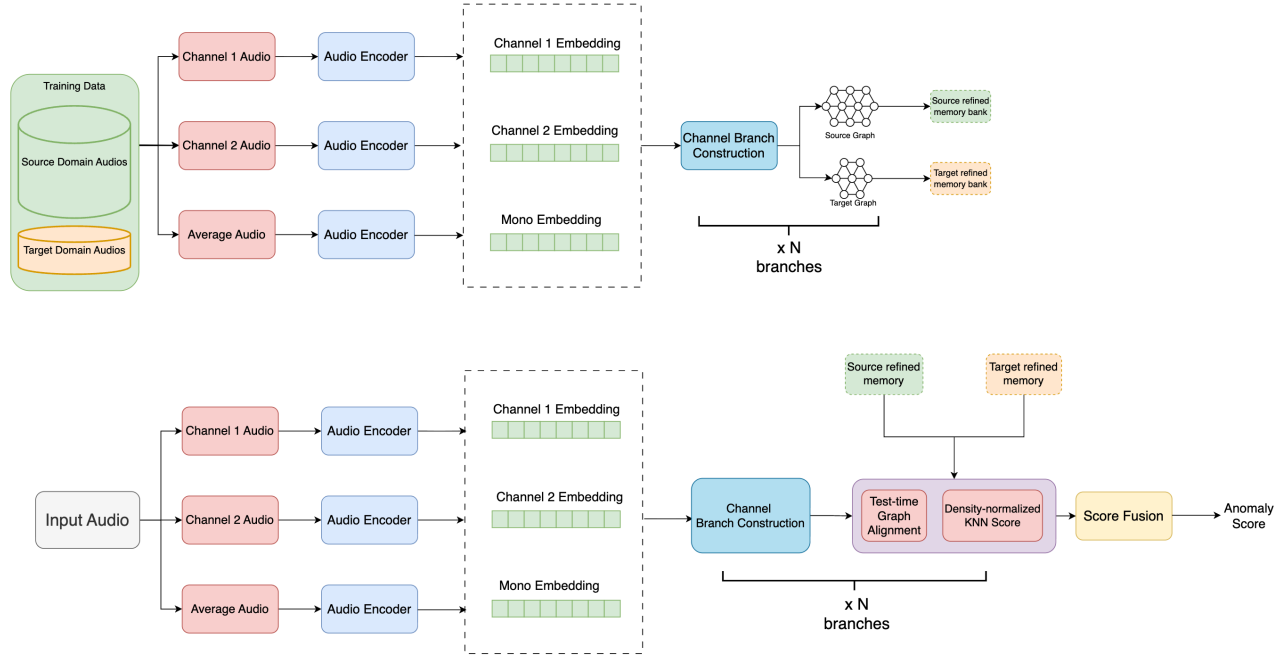 Training Data
Source Domain Audios
Target Domain Audios
Channel 1 Audio
Audio Encoder
Channel 2 Audio
Audio Encoder
Average Audio
Audio Encoder
Channel 1 Embedding
Channel 2 Embedding
Mono Embedding
Channel Branch
Construction
Source Graph
Target Graph
Source refined
memory bank
Target refined
memory bank
x N
branches
Input Audio
Channel 1 Audio
Audio Encoder
Channel 2 Audio
Audio Encoder
Average Audio
Audio Encoder
Channel 1 Embedding
Channel 2 Embedding
Mono Embedding
Channel
Branch Construction
Source refined
memory
Target refined
memory
Test-time
Graph
Alignment
Density-normalized
KNN Score
x N
branches
Score Fusion
Anomaly
Score